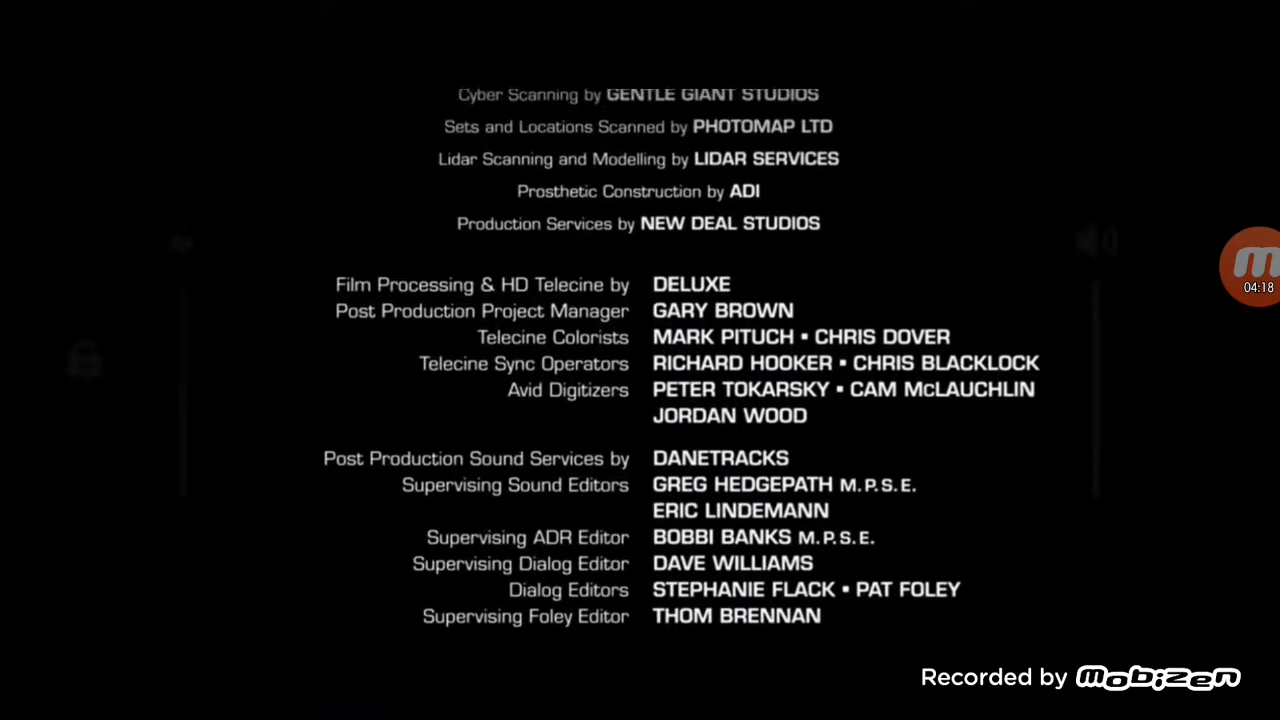 Cyber Scanning by GENTLE GIANT STUDIOS
Sets and Locations Scanned by PHOTOMAP LTD
Lidar Scanning and Modelling by LIDAR SERVICES
Prosthetic Construction by ADI
Production Services by NEW DEAL STUDIOS
Film Processing & HD Telecine by DELUXE
Post Production Project Manager GARY BROWN
Telecine Colorists MARK PITUCH ▪ CHRIS DOVER
Telecine Sync Operators RICHARD HOOKER ▪ CHRIS BLACKLOCK
Avid Digitizers PETER TOKARSKY ▪ CAM McLAUCHLIN
JORDAN WOOD
Post Production Sound Services by DANETRACKS
Supervising Sound Editors GREG HEDGEPATH M.P.S.E.
ERIC LINDEMANN
Supervising ADR Editor BOBBI BANKS M.P.S.E.
Supervising Dialog Editor DAVE WILLIAMS
Dialog Editors STEPHANIE FLACK ▪ PAT FOLEY
Supervising Foley Editor THOM BRENNAN
04:18
Recorded by mobizen